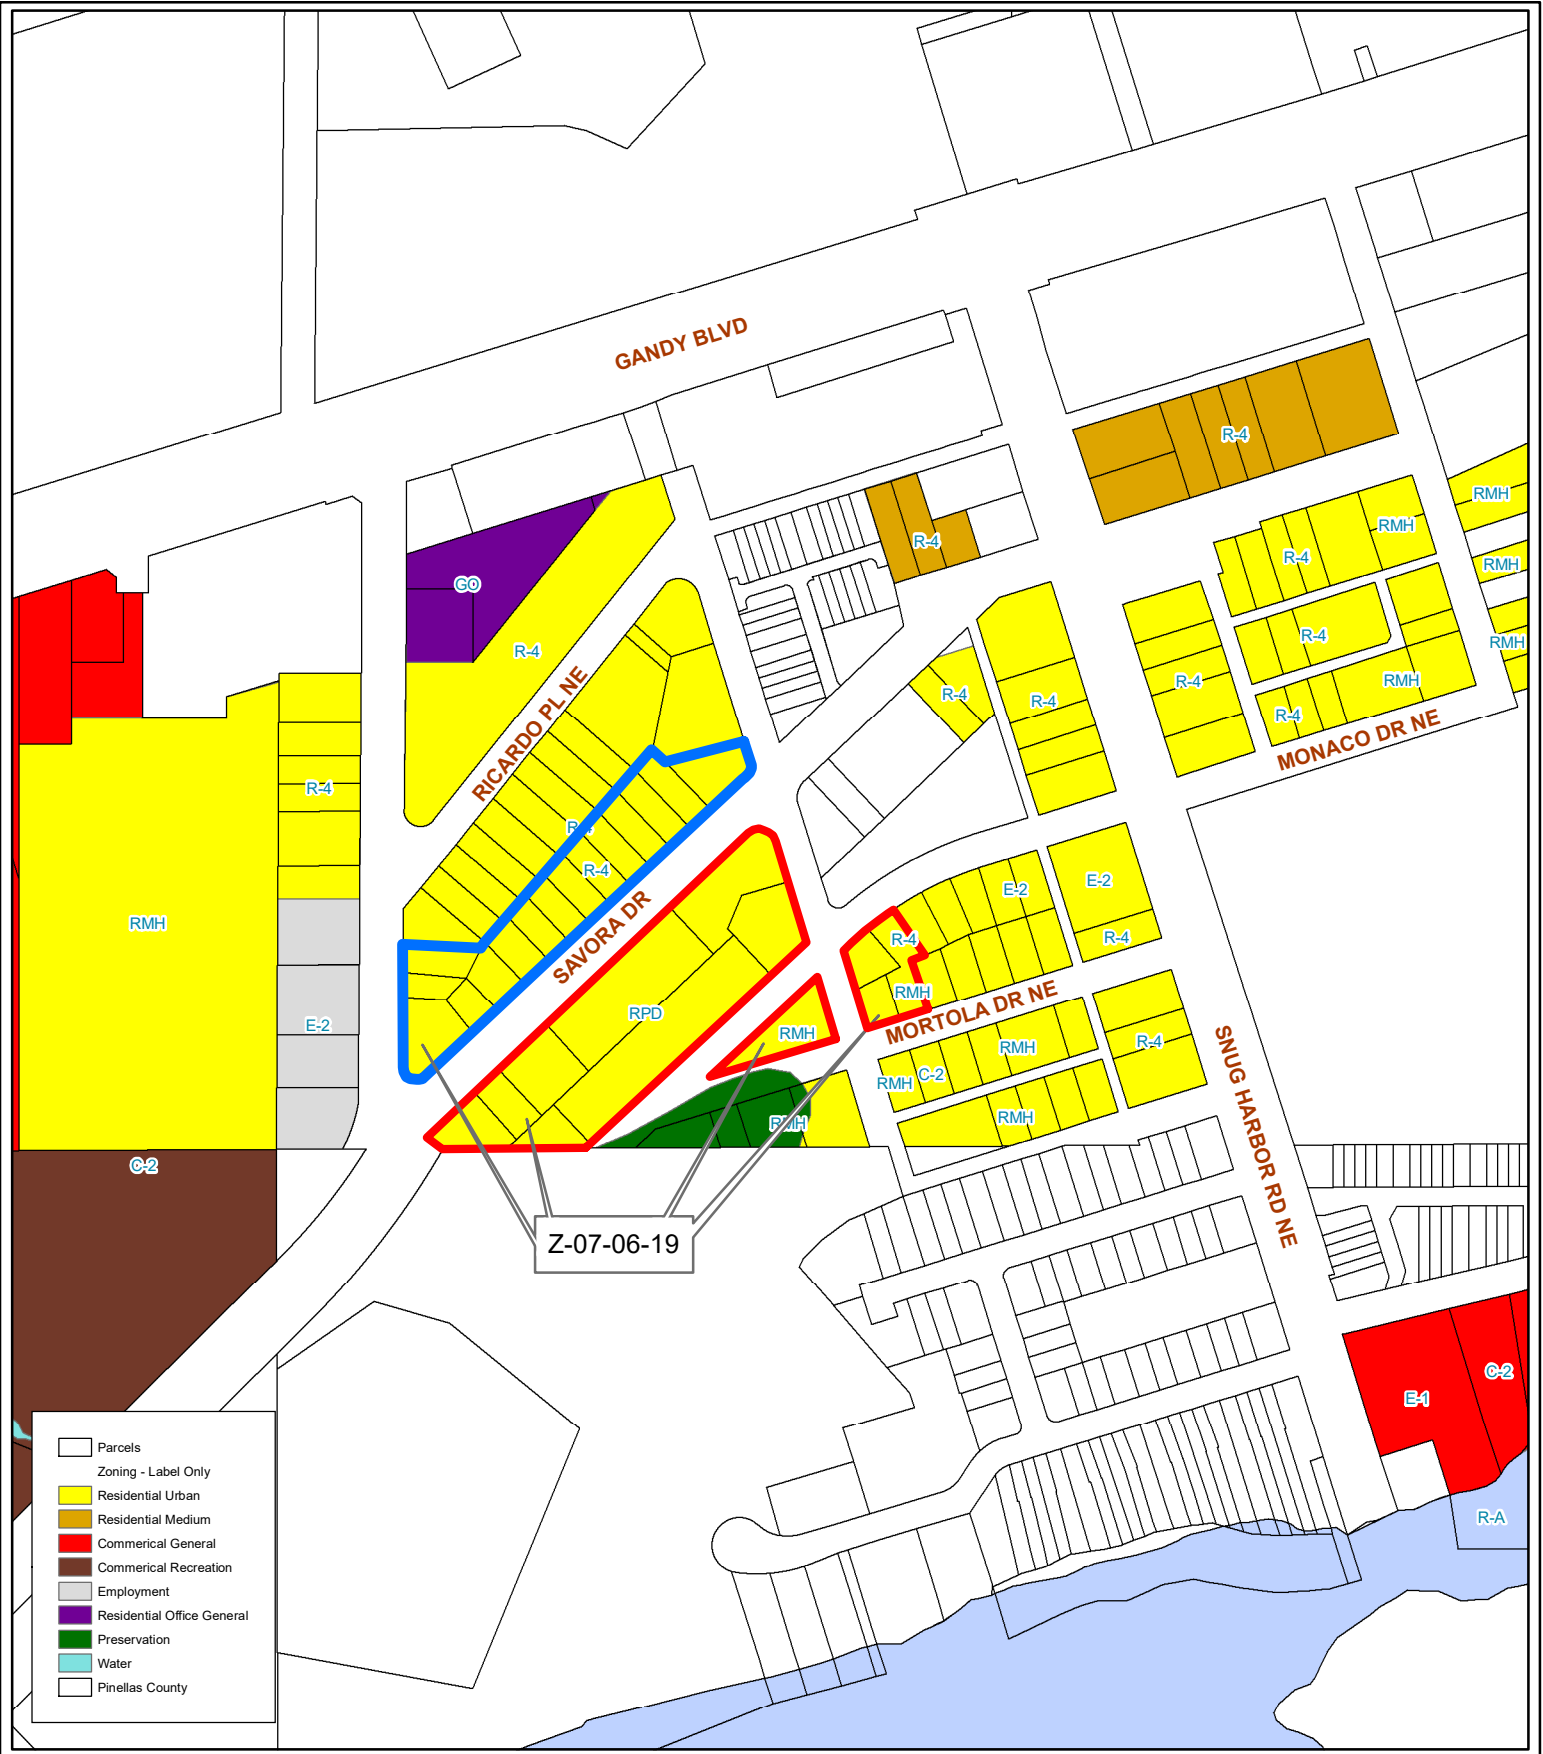 GANDY BLVD
R-4
RMH
R-4
RMH
R-4
RMH
GO
R-4
RMH
R-4
R-4
R-4
R-4
R-4
RMH
R-4
MONACO DR NE
RICARDO PL NE
R-4
R-4
R-4
E-2
E-2
SAVORA DR
R-4
R-4
RMH
RMH
MORTOLA DR NE
RPD
RMH
E-2
RMH
R-4
RMH
C-2
RMH
RMH
SNUG HARBOR RD NE
C-2
Z-07-06-19
C-2
E-1
R-A
Parcels
Zoning - Label Only
Residential Urban
Residential Medium
Commerical General
Commerical Recreation
Employment
Residential Office General
Preservation
Water
Pinellas County